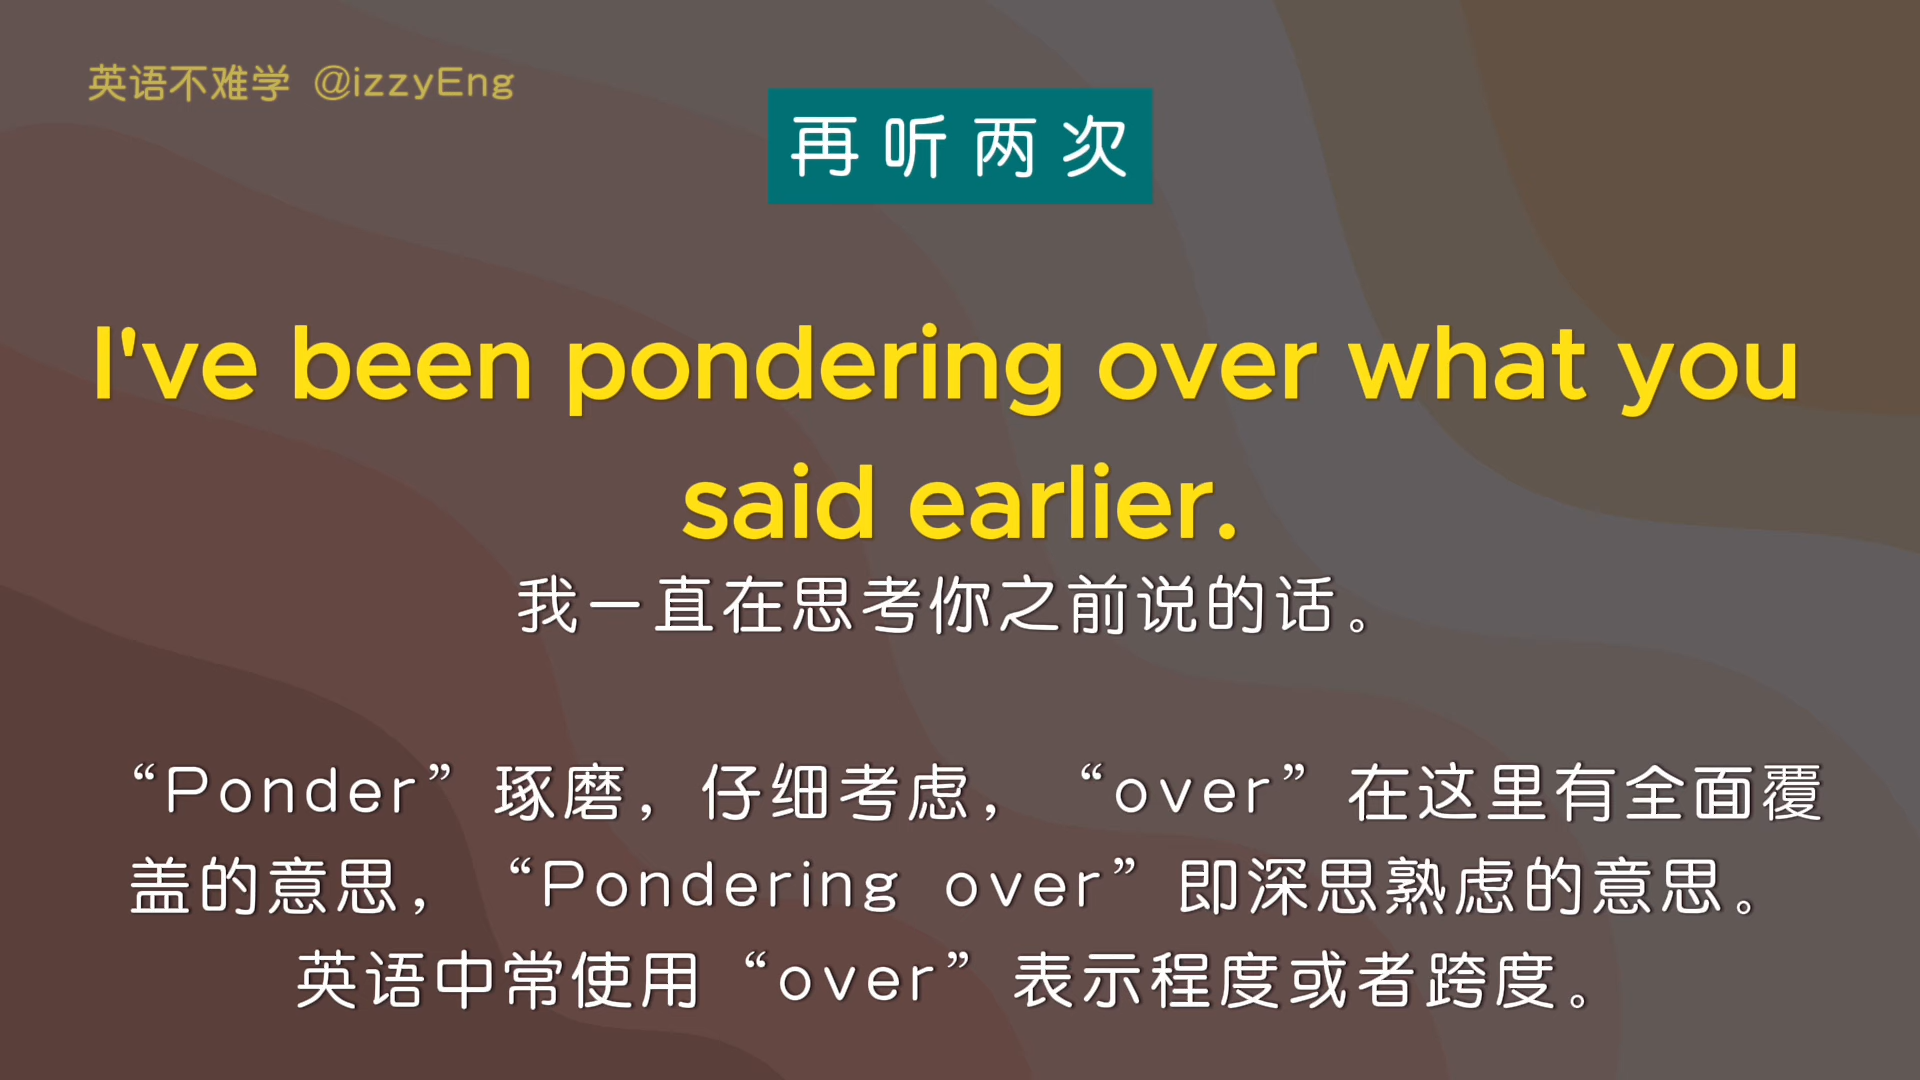 英语不难学 @izzyEng
再听两次
I've been pondering over what you
said earlier.
我一直在思考你之前说的话。
“Ponder”琢磨，仔细考虑，“over”在这里有全面覆
盖的意思，“Pondering over”即深思熟虑的意思。
英语中常使用“over”表示程度或者跨度。